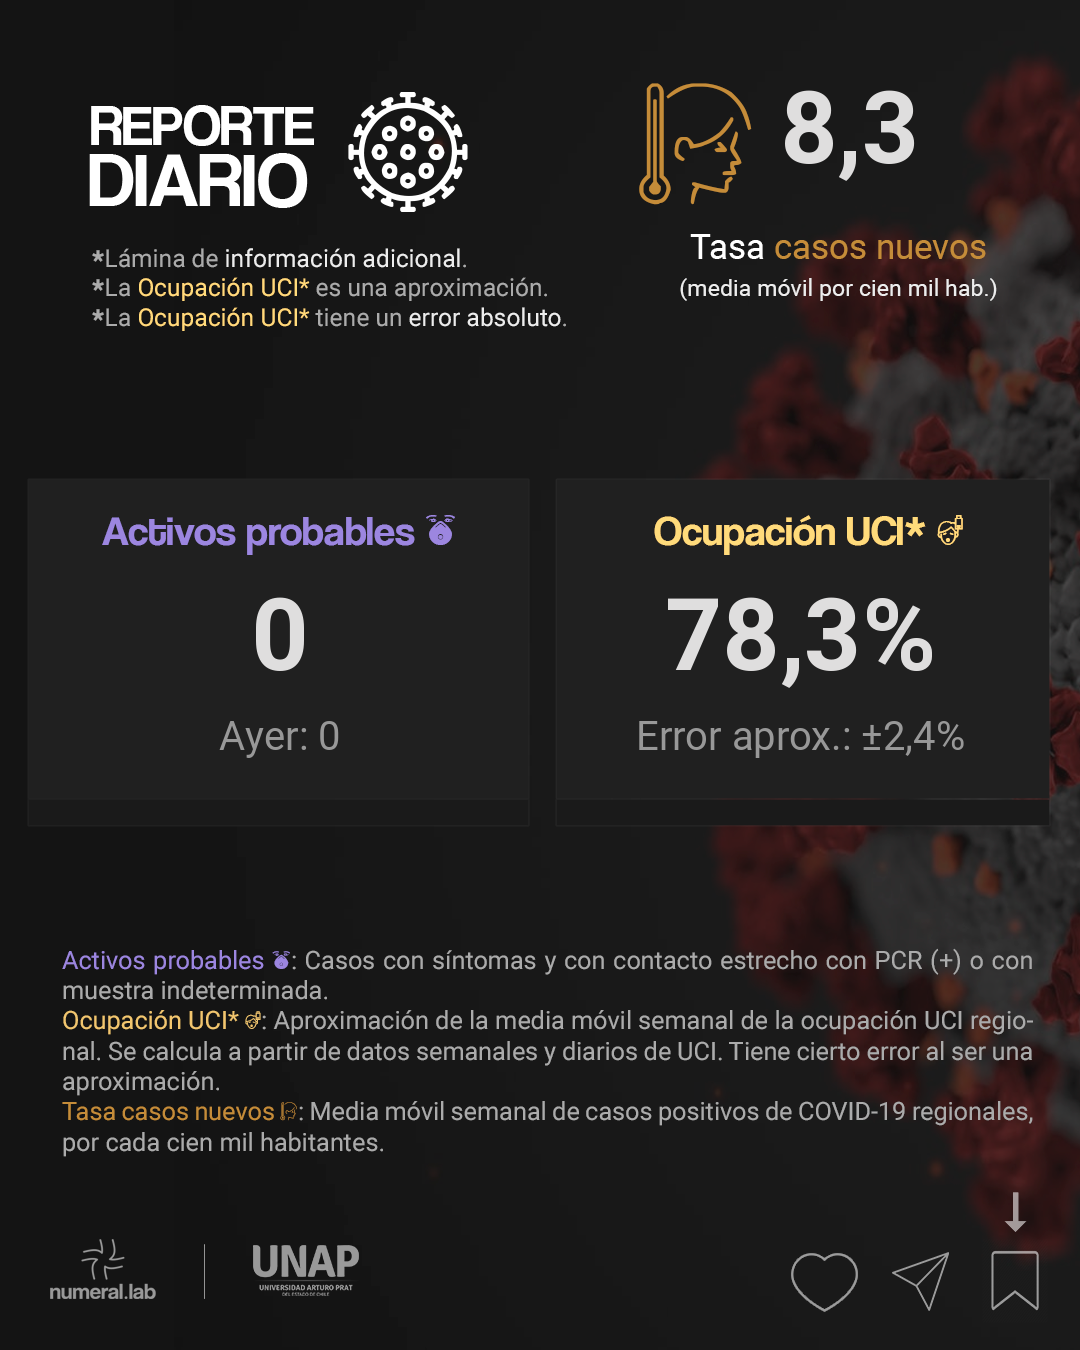 REPORTE
DIARIO
*Lámina de información adicional.
*La Ocupación UCI* es una aproximación.
*La Ocupación UCI* tiene un error absoluto.
8,3
Tasa casos nuevos
(media móvil por cien mil hab.)
Activos probables
0
Ayer: 0
Ocupación UCI*
78,3%
Error aprox.: ±2,4%
Activos probables : Casos con síntomas y con contacto estrecho con PCR (+) o con
muestra indeterminada.
Ocupación UCI* : Aproximación de la media móvil semanal de la ocupación UCI regio-
nal. Se calcula a partir de datos semanales y diarios de UCI. Tiene cierto error al ser una
aproximación.
Tasa casos nuevos : Media móvil semanal de casos positivos de COVID-19 regionales,
por cada cien mil habitantes.
numeral.lab
UNAP
UNIVERSIDAD ARTURO PRAT
DEL ESTADO DE CHILE